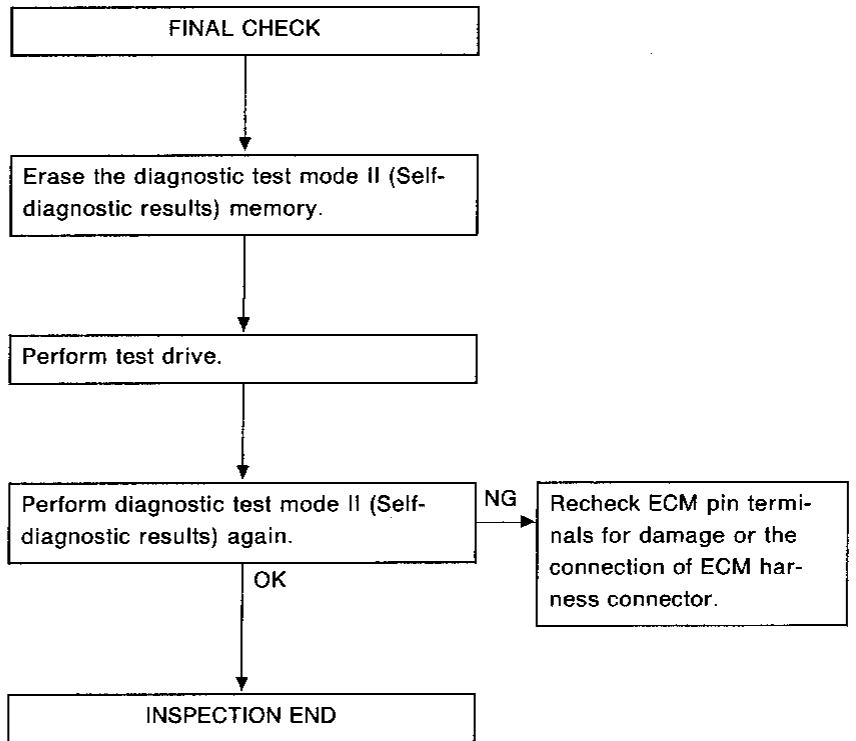 FINAL CHECK
Erase the diagnostic test mode II (Self-
diagnostic results) memory.
Perform test drive.
Perform diagnostic test mode II (Self-
diagnostic results) again.
NG
Recheck ECM pin termi-
nals for damage or the
connection of ECM har-
ness connector.
OK
INSPECTION END